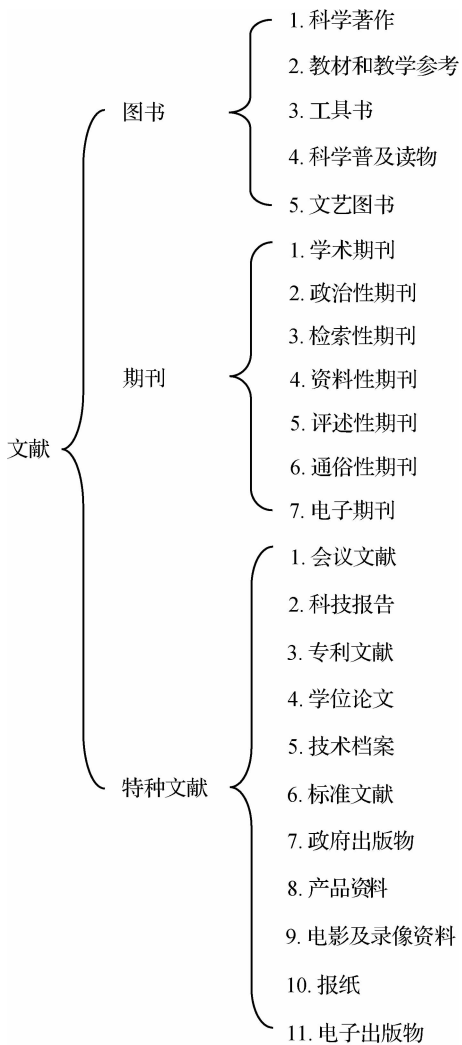 文献
图书
1. 科学著作
2. 教材和教学参考
3. 工具书
4. 科学普及读物
5. 文艺图书
期刊
1. 学术期刊
2. 政治性期刊
3. 检索性期刊
4. 资料性期刊
5. 评述性期刊
6. 通俗性期刊
7. 电子期刊
特种文献
1. 会议文献
2. 科技报告
3. 专利文献
4. 学位论文
5. 技术档案
6. 标准文献
7. 政府出版物
8. 产品资料
9. 电影及录像资料
10. 报纸
11. 电子出版物